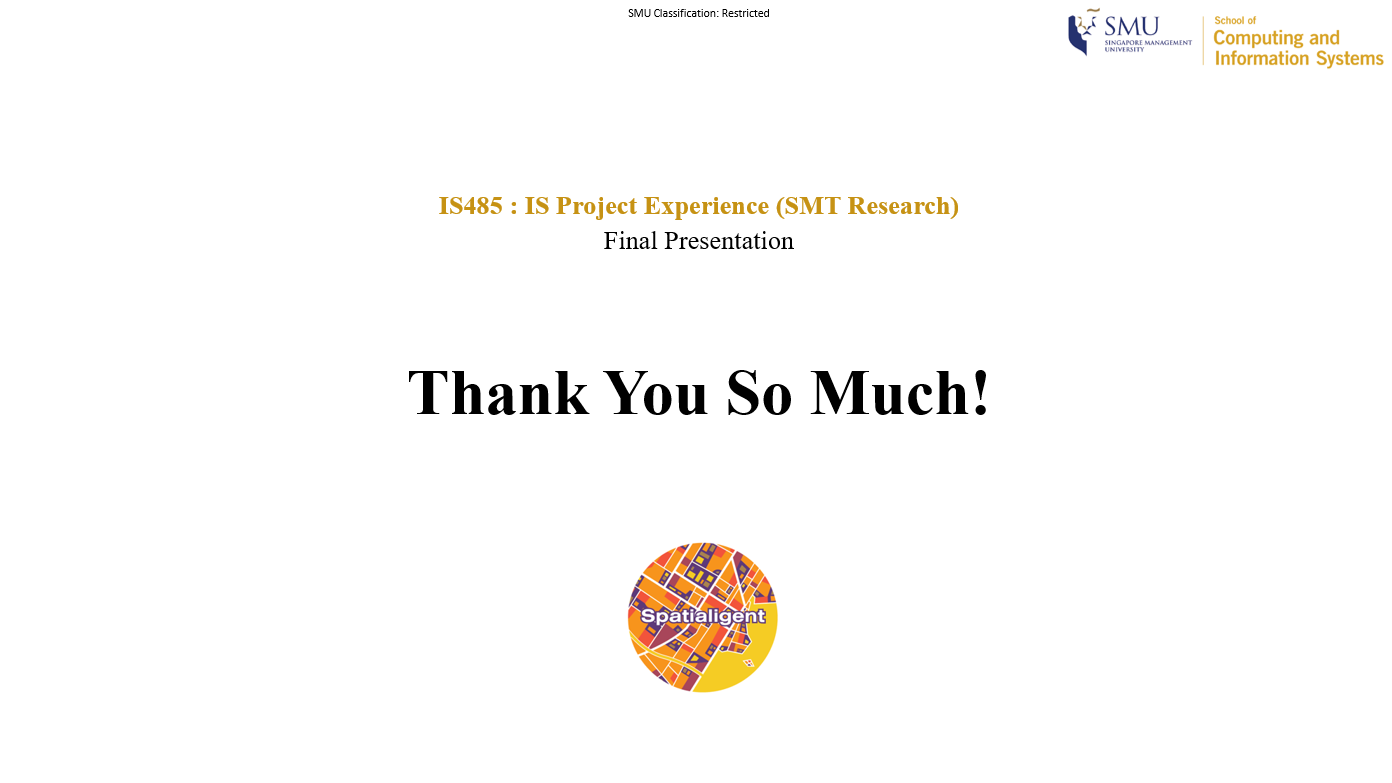 SMU Classification: Restricted
SMU
SINGAPORE MANAGEMENT
UNIVERSITY
School of
Computing and
Information Systems
IS485 : IS Project Experience (SMT Research)
Final Presentation
Thank You So Much!
Spatialigent